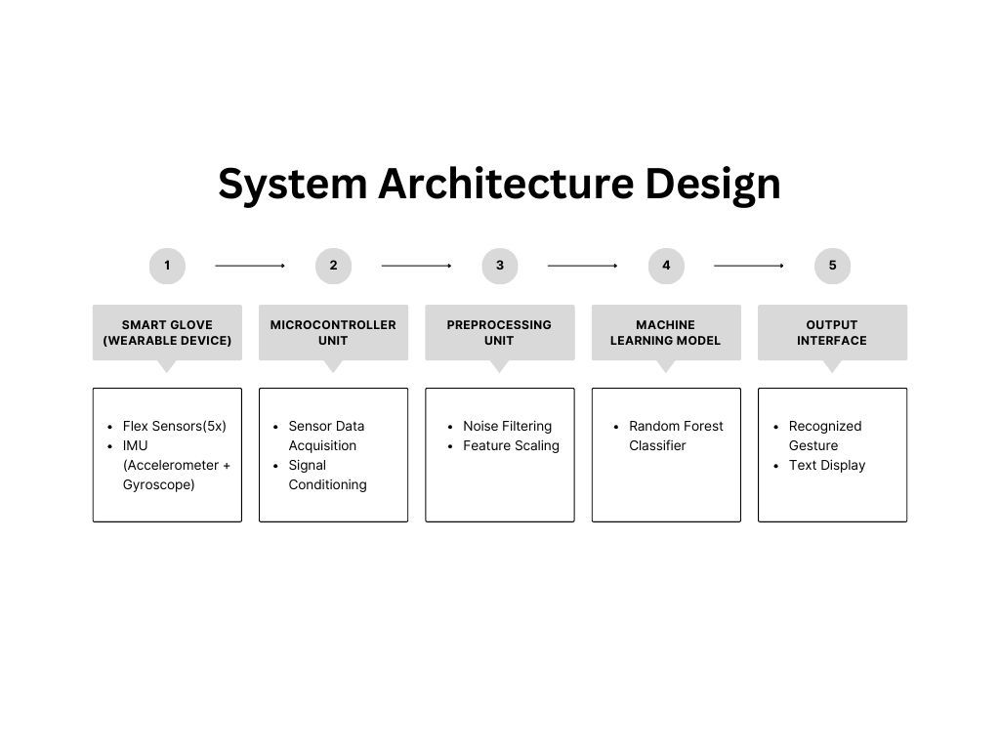 System Architecture Design
1
2
3
4
5
SMART GLOVE
(WEARABLE DEVICE)
MICROCONTROLLER
UNIT
PREPROCESSING
UNIT
MACHINE
LEARNING MODEL
OUTPUT
INTERFACE
• Flex Sensors(5x)
• IMU
(Accelerometer +
Gyroscope)
• Sensor Data
Acquisition
• Signal
Conditioning
• Noise Filtering
• Feature Scaling
• Random Forest
Classifier
• Recognized
Gesture
• Text Display